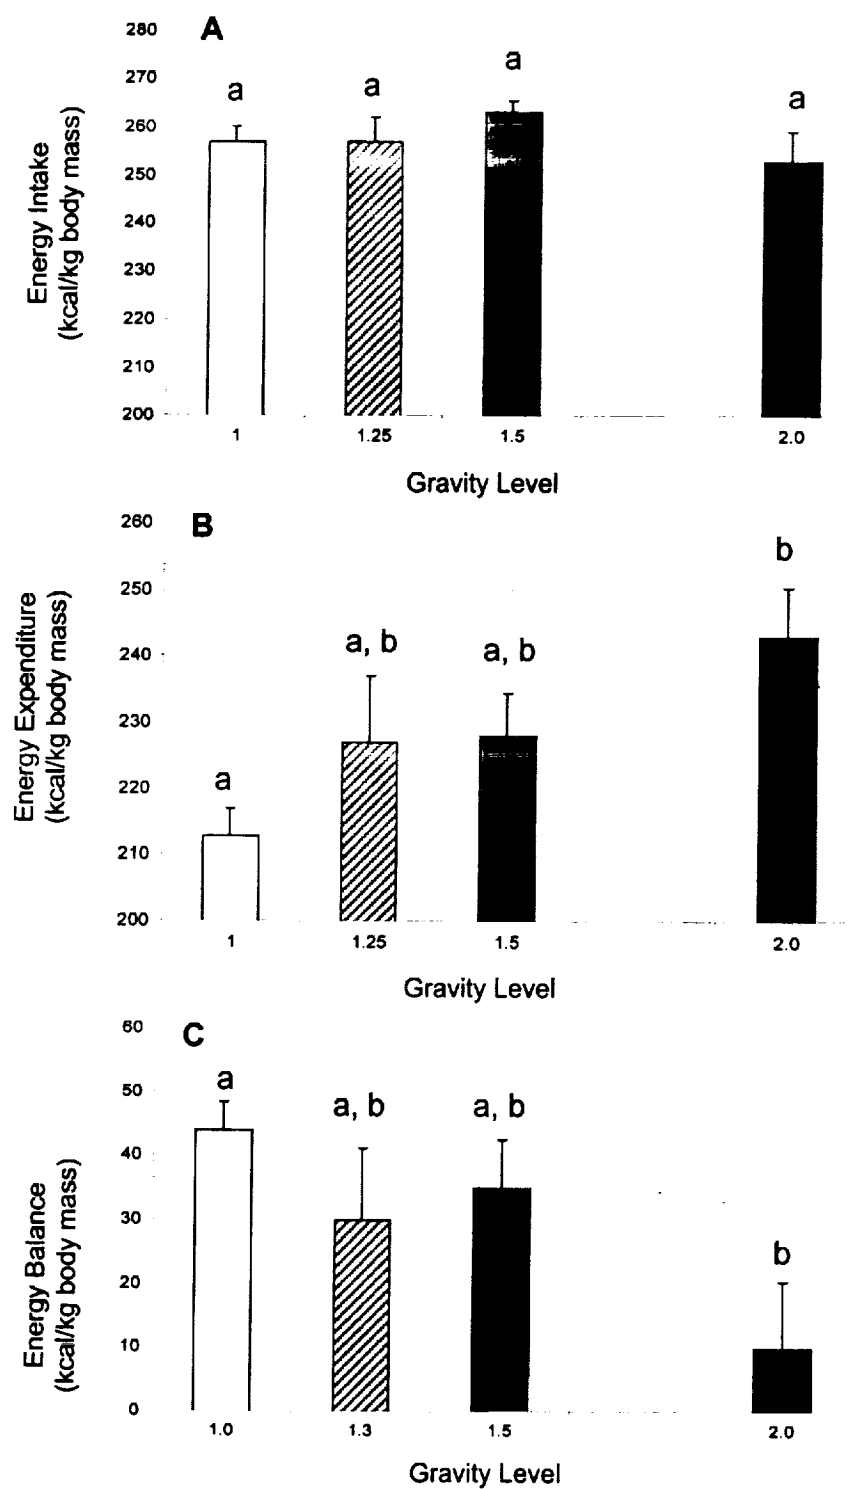 A
280
270
260
250
240
230
220
210
200
Energy Intake
(kcal/kg body mass)
a
a
a
a
1
1.25
1.5
2.0
Gravity Level
B
260
250
240
230
220
210
200
Energy Expenditure
(kcal/kg body mass)
a
a, b
a, b
b
1
1.25
1.5
2.0
Gravity Level
C
60
50
40
30
20
10
0
Energy Balance
(kcal/kg body mass)
a
a, b
a, b
b
1.0
1.3
1.5
2.0
Gravity Level